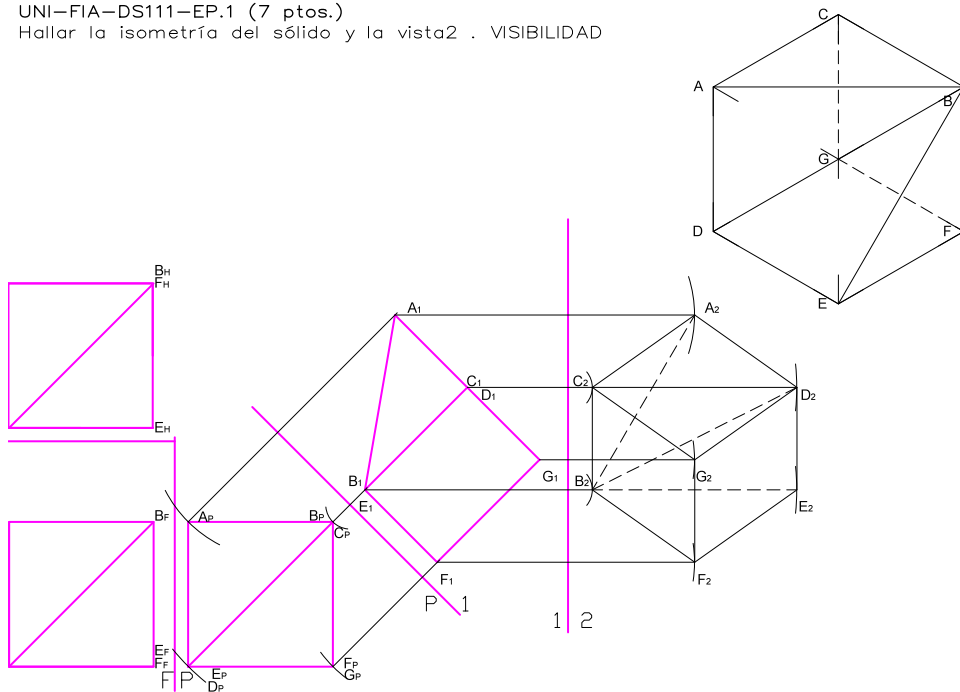 UNI-FIA-DS111-EP.1 (7 ptos.)
Hallar la isometría del sólido y la vista2 . VISIBILIDAD
C
A
B
G
D
F
E
BH
FH
EH
A1
A2
C1
D1
C2
D2
B1
E1
G1
B2
G2
E2
BF
AP
BP
CP
F1
F2
P 1
1 2
EF
FF
F P
EP
DP
FP
GP